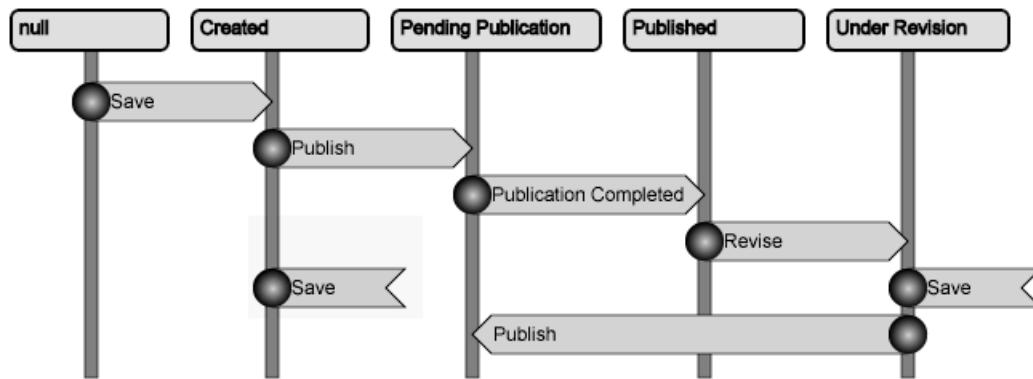 null
Created
Pending Publication
Published
Under Revision
Save
Publish
Publication Completed
Revise
Save
Save
Publish